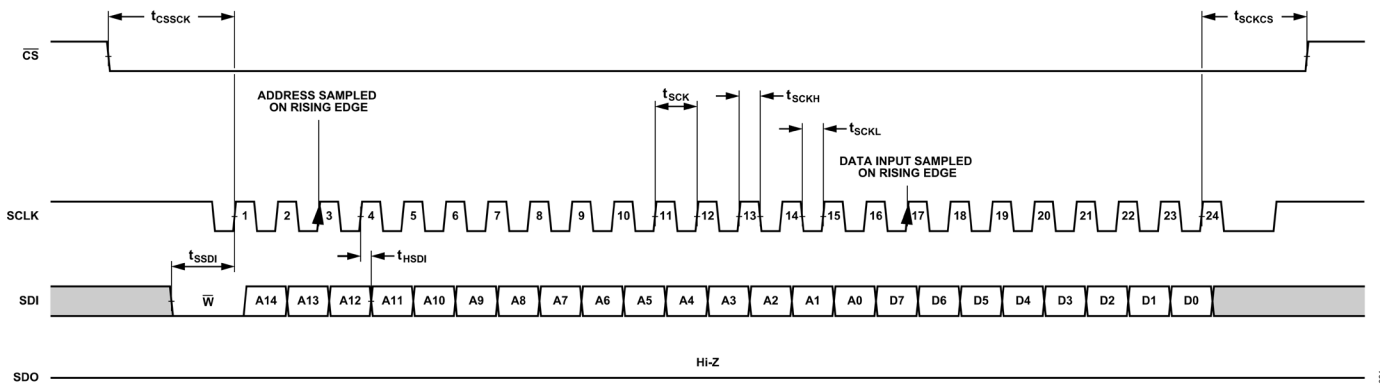 tCSSCK
tSCKCS
CS
ADDRESS SAMPLED
ON RISING EDGE
tSCK
tSCKH
tSCKL
DATA INPUT SAMPLED
ON RISING EDGE
SCLK 1 2 3 4 5 6 7 8 9 10 11 12 13 14 15 16 17 18 19 20 21 22 23 24
tSSDI
tHSDI
SDI W A14 A13 A12 A11 A10 A9 A8 A7 A6 A5 A4 A3 A2 A1 A0 D7 D6 D5 D4 D3 D2 D1 D0
Hi-Z
SDO